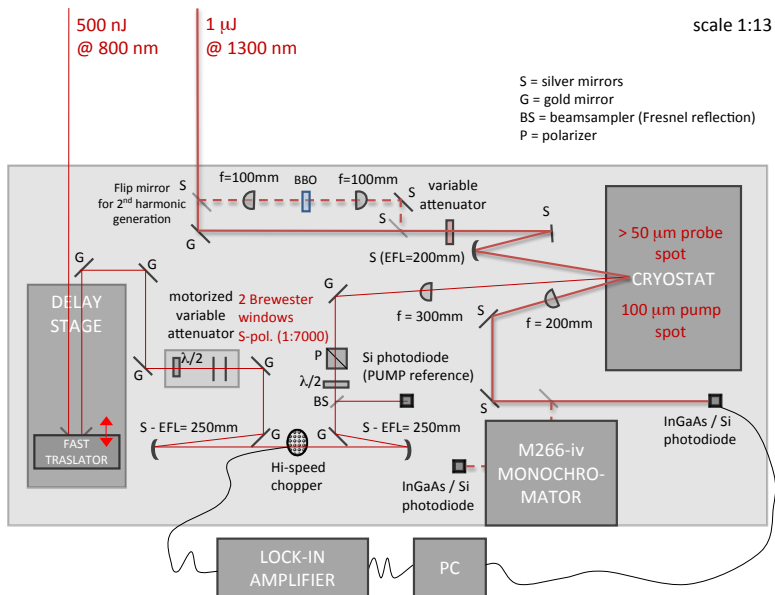 500 nJ
@ 800 nm
1 µJ
@ 1300 nm
scale 1:13
S = silver mirrors
G = gold mirror
BS = beamsampler (Fresnel reflection)
P = polarizer
Flip mirror
for 2nd harmonic
generation
S
f=100mm
BBO
f=100mm
S
variable
attenuator
S
S
G
S (EFL=200mm)
> 50 µm probe
spot
CRYOSTAT
100 µm pump
spot
G
G
DELAY
STAGE
motorized
variable
attenuator
2 Brewester
windows
S-pol. (1:7000)
G
f = 300mm
S
f = 200mm
λ/2
G
G
P
λ/2
BS
Si photodiode
(PUMP reference)
S
InGaAs / Si
photodiode
FAST
TRASLATOR
S - EFL= 250mm
G
G
S - EFL= 250mm
Hi-speed
chopper
InGaAs / Si
photodiode
M266-iv
MONOCHRO-
MATOR
LOCK-IN
AMPLIFIER
PC